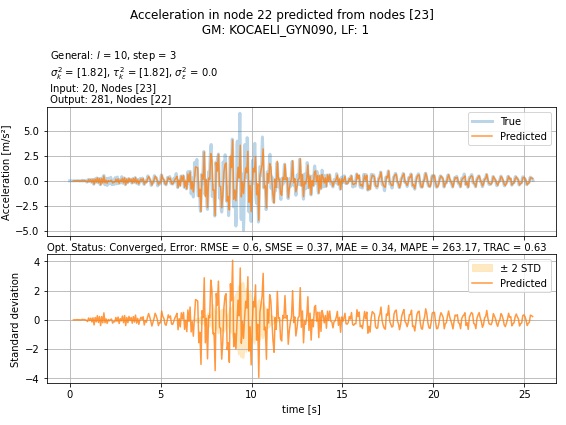 Acceleration in node 22 predicted from nodes [23]
GM: KOCAELI_GYN090, LF: 1
General: l = 10, step = 3
σ²_k = [1.82], τ²_k = [1.82], σ²_ε = 0.0
Input: 20, Nodes [23]
Output: 281, Nodes [22]
Acceleration [m/s²]
5.0
2.5
0.0
−2.5
−5.0
True
Predicted
Opt. Status: Converged, Error: RMSE = 0.6, SMSE = 0.37, MAE = 0.34, MAPE = 263.17, TRAC = 0.63
Standard deviation
4
2
0
−2
−4
± 2 STD
Predicted
0 5 10 15 20 25
time [s]